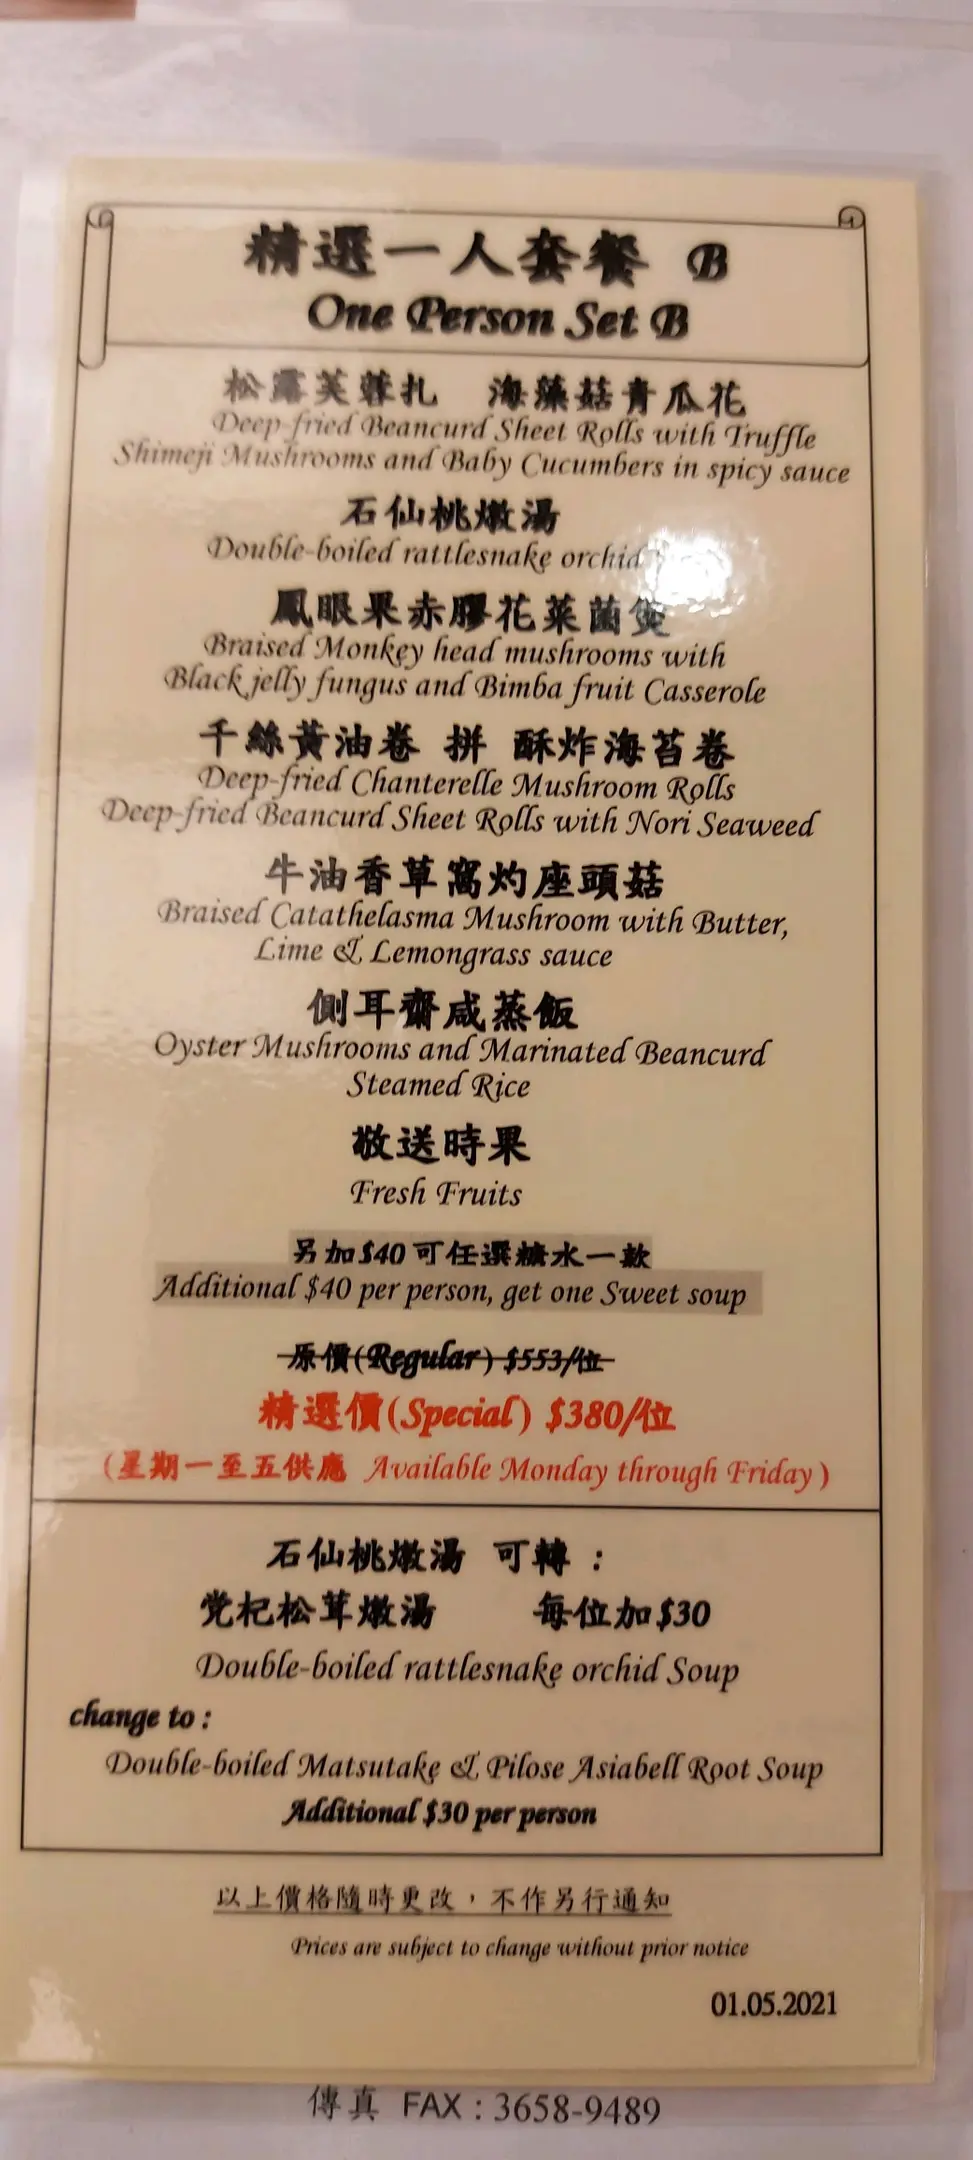 精選一人套餐 B
One Person Set B
松露芙蓉扎 海藻菇青瓜花
Deep-fried Beancurd Sheet Rolls with Truffle
Shimeji Mushrooms and Baby Cucumbers in spicy sauce
石仙桃燉湯
Double-boiled rattlesnake orchid
鳳眼果赤膠花菜菌煲
Braised Monkey head mushrooms with
Black jelly fungus and Bimba fruit Casserole
千絲黃油卷 拼 酥炸海苔卷
Deep-fried Chanterelle Mushroom Rolls
Deep-fried Beancurd Sheet Rolls with Nori Seaweed
牛油香草窩灼座頭菇
Braised Catathelasma Mushroom with Butter,
Lime & Lemongrass sauce
側耳齋咸蒸飯
Oyster Mushrooms and Marinated Beancurd
Steamed Rice
敬送時果
Fresh Fruits
另加$40可任選糖水一款
Additional $40 per person, get one Sweet soup
原價(Regular) $553/位
精選價(Special) $380/位
(星期一至五供應 Available Monday through Friday)
石仙桃燉湯 可轉：
党杞松茸燉湯 每位加$30
Double-boiled rattlesnake orchid Soup
change to :
Double-boiled Matsutake & Pilose Asiabell Root Soup
Additional $30 per person
以上價格隨時更改，不作另行通知
Prices are subject to change without prior notice
01.05.2021
傳真 FAX : 3658-9489